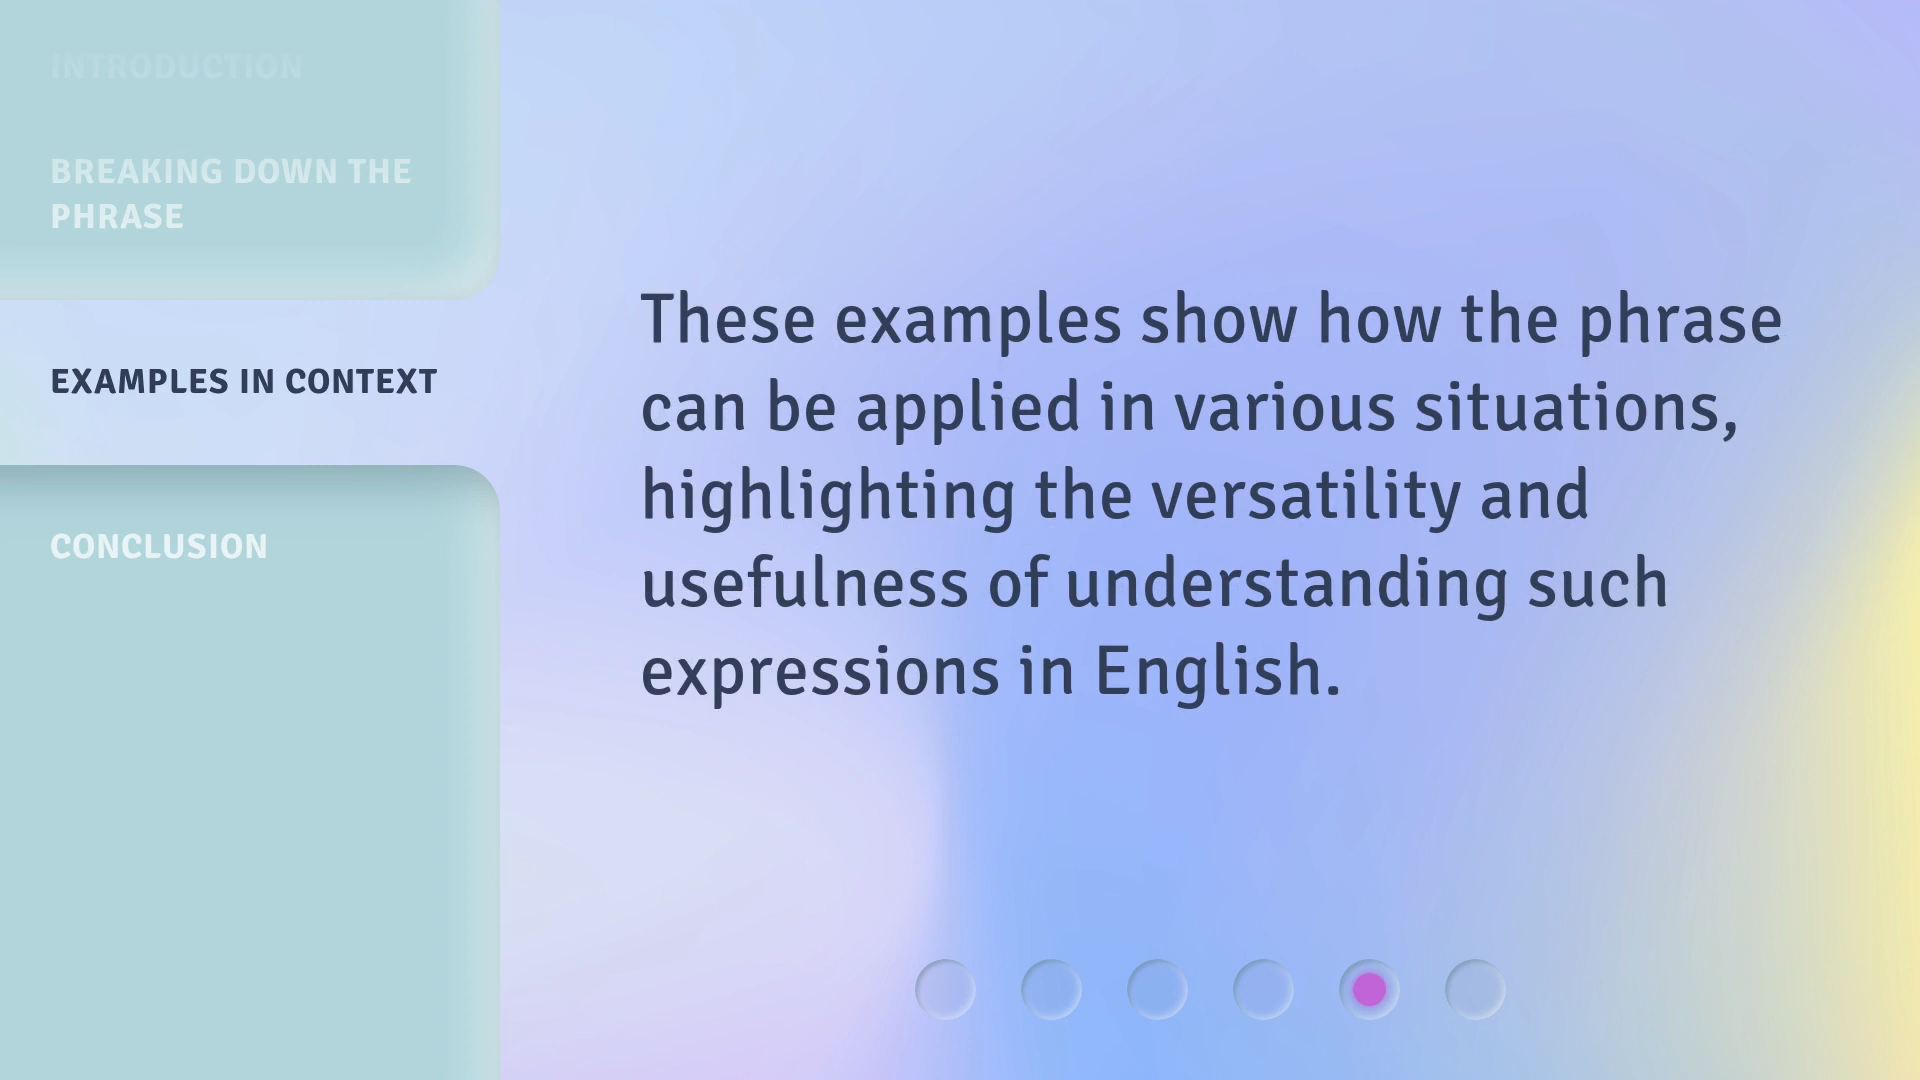 INTRODUCTION
BREAKING DOWN THE
PHRASE
EXAMPLES IN CONTEXT
CONCLUSION
These examples show how the phrase
can be applied in various situations,
highlighting the versatility and
usefulness of understanding such
expressions in English.